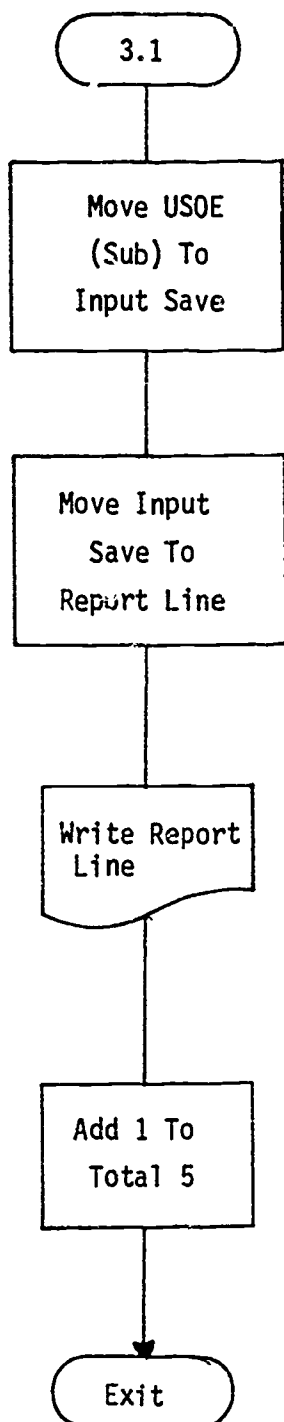 3.1
Move USOE
(Sub) To
Input Save
Move Input
Save To
Report Line
Write Report
Line
Add 1 To
Total 5
Exit